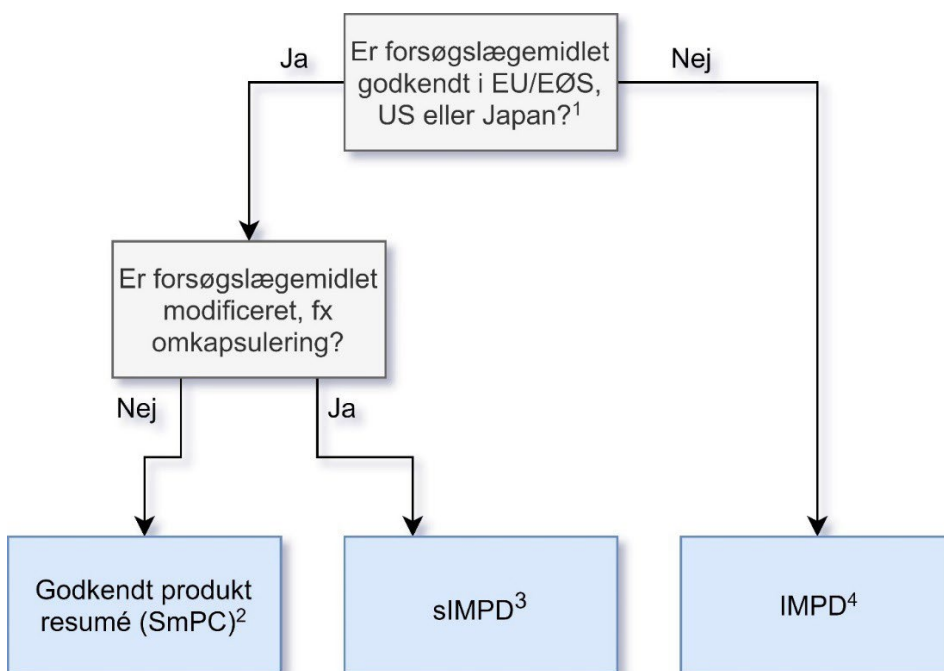 Er forsøgslægemidlet
godkendt i EU/EØS,
US eller Japan?¹
Ja
Nej
Er forsøgslægemidlet
modificeret, fx
omkapsulering?
Nej
Ja
Godkendt produkt
resumé (SmPC)²
sIMPD³
IMPD⁴